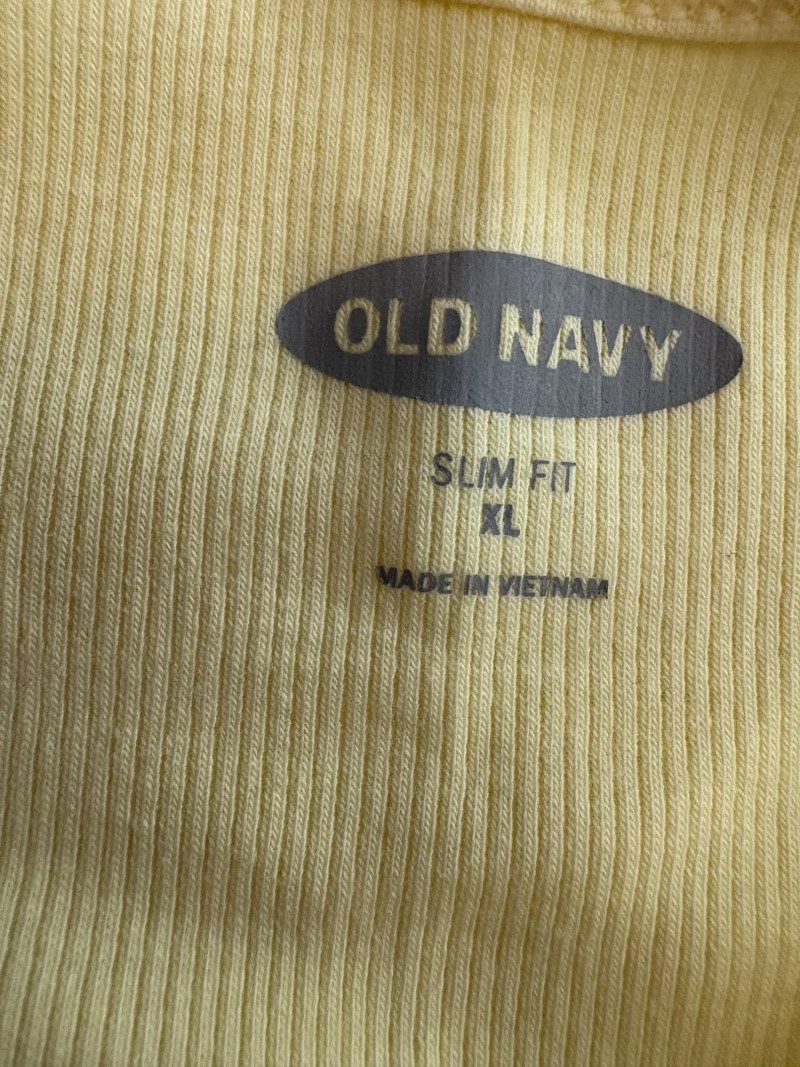 OLD NAVY
SLIM FIT
XL
MADE IN VIETNAM